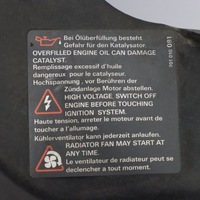 Bei Ölüberfüllung besteht
Gefahr für den Katalysator.
OVERFILLED ENGINE OIL CAN DAMAGE
CATALYST.
Remplissage excessif d'huile
dangereux pour le catalyseur.
Hochspannung, vor Berühren der
Zündanlage Motor abstellen.
HIGH VOLTAGE. SWITCH OFF
ENGINE BEFORE TOUCHING
IGNITION SYSTEM.
Haute tension, arreter le moteur avant de
toucher a l'allumage.
Kühlerventilator kann jederzeit anlaufen.
RADIATOR FAN MAY START AT
ANY TIME.
Le ventilateur de radiateur peut se
declencher a tout moment.